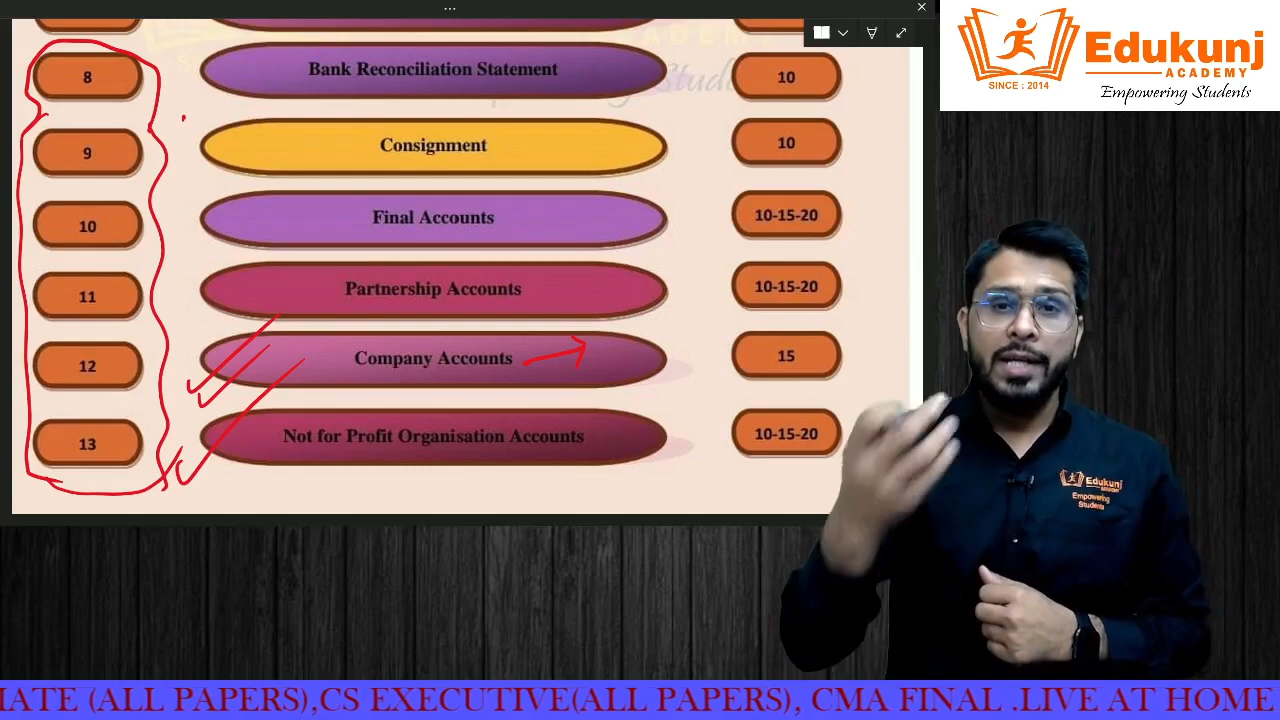 8 Bank Reconciliation Statement 10
9 Consignment 10
10 Final Accounts 10-15-20
11 Partnership Accounts 10-15-20
12 Company Accounts 15
13 Not for Profit Organisation Accounts 10-15-20
Edukunj
ACADEMY
SINCE : 2014
Empowering Students
Edukunj
ACADEMY
Empowering
Students
IATE (ALL PAPERS),CS EXECUTIVE(ALL PAPERS), CMA FINAL .LIVE AT HOME